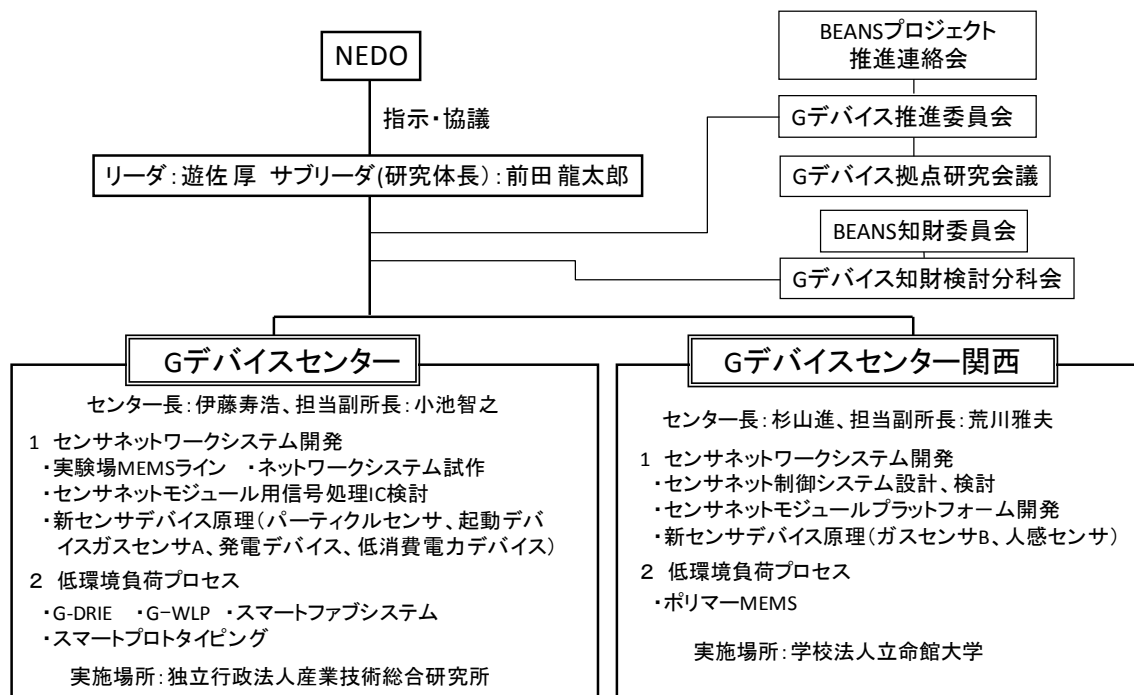 NEDO
指示・協議
リーダ：遊佐 厚 サブリーダ(研究体長）：前田 龍太郎
BEANSプロジェクト
推進連絡会
Gデバイス推進委員会
Gデバイス拠点研究会議
BEANS知財委員会
Gデバイス知財検討分科会
Gデバイスセンター
センター長：伊藤寿浩、担当副所長：小池智之
1 センサネットワークシステム開発
・実験場MEMSライン ・ネットワークシステム試作
・センサネットモジュール用信号処理IC検討
・新センサデバイス原理（パーティクルセンサ、起動デバ
イスガスセンサA、発電デバイス、低消費電力デバイス）
２ 低環境負荷プロセス
・G-DRIE ・G－WLP ・スマートファブシステム
・スマートプロトタイピング
実施場所：独立行政法人産業技術総合研究所
Gデバイスセンター関西
センター長：杉山進、担当副所長：荒川雅夫
1 センサネットワークシステム開発
・センサネット制御システム設計、検討
・センサネットモジュールプラットフォーム開発
・新センサデバイス原理（ガスセンサB、人感センサ）
２ 低環境負荷プロセス
・ポリマーMEMS
実施場所：学校法人立命館大学